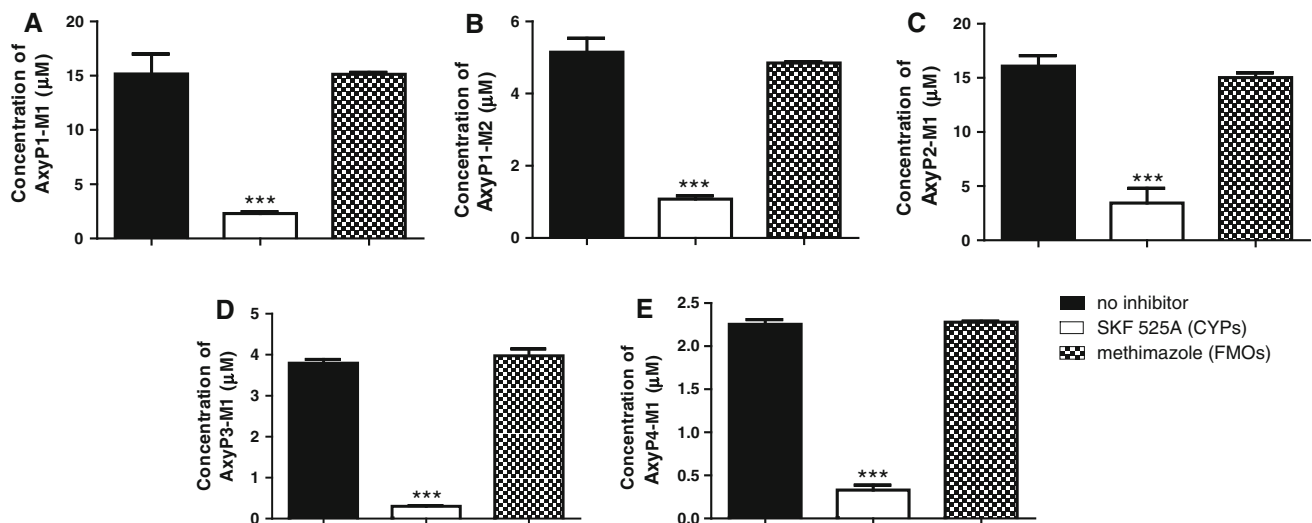 A
Concentration of
AxyP1-M1 (μM)
20
15
10
5
0
***
B
Concentration of
AxyP1-M2 (μM)
6
4
2
0
***
C
Concentration of
AxyP2-M1 (μM)
20
15
10
5
0
***
D
Concentration of
AxyP3-M1 (μM)
5
4
3
2
1
0
***
E
Concentration of
AxyP4-M1 (μM)
2.5
2.0
1.5
1.0
0.5
0.0
***
no inhibitor
SKF 525A (CYPs)
methimazole (FMOs)